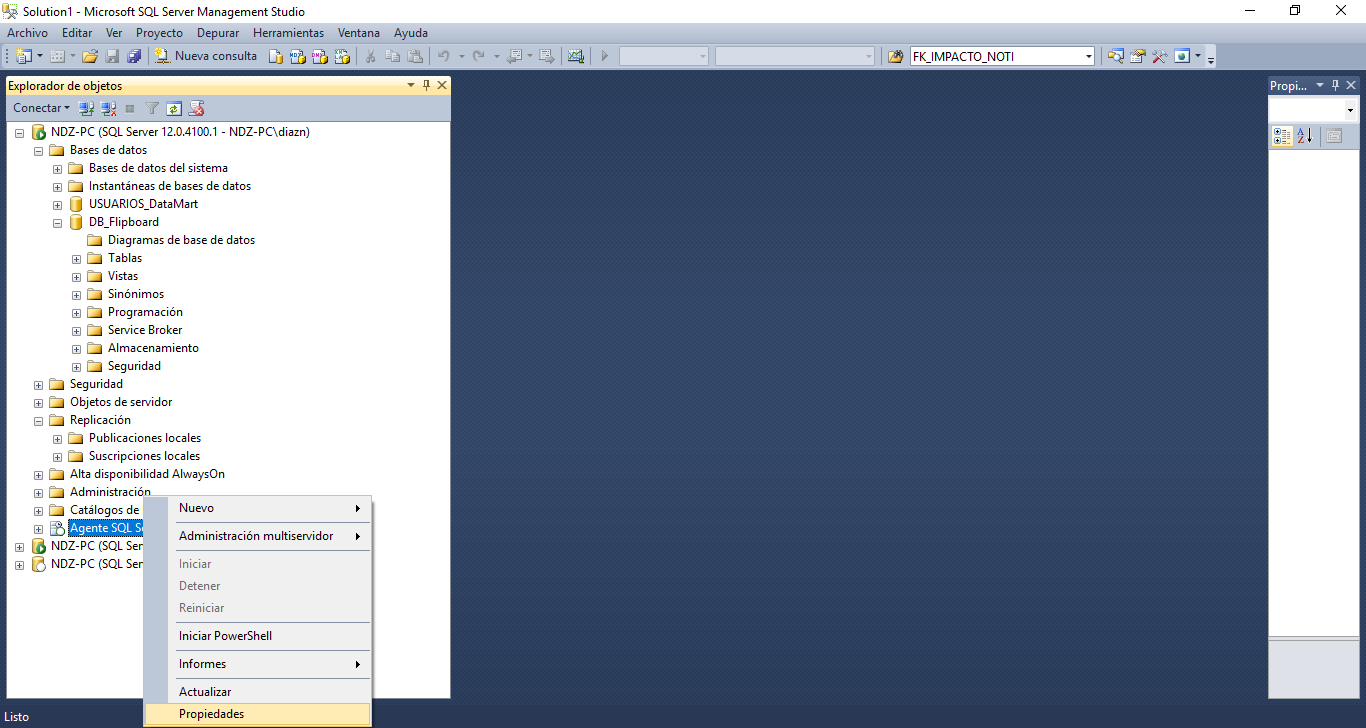 Solution1 - Microsoft SQL Server Management Studio
Archivo Editar Ver Proyecto Depurar Herramientas Ventana Ayuda
Nueva consulta FK_IMPACTO_NOTI
Explorador de objetos
Propi...
Conectar
NDZ-PC (SQL Server 12.0.4100.1 - NDZ-PC\diazn)
Bases de datos
Bases de datos del sistema
Instantáneas de bases de datos
USUARIOS_DataMart
DB_Flipboard
Diagramas de base de datos
Tablas
Vistas
Sinónimos
Programación
Service Broker
Almacenamiento
Seguridad
Seguridad
Objetos de servidor
Replicación
Publicaciones locales
Suscripciones locales
Alta disponibilidad AlwaysOn
Administración
Catálogos de
Agente SQL
NDZ-PC (SQL
NDZ-PC (SQL
Nuevo
Administración multiservidor
Iniciar
Detener
Reiniciar
Iniciar PowerShell
Informes
Actualizar
Propiedades
Listo